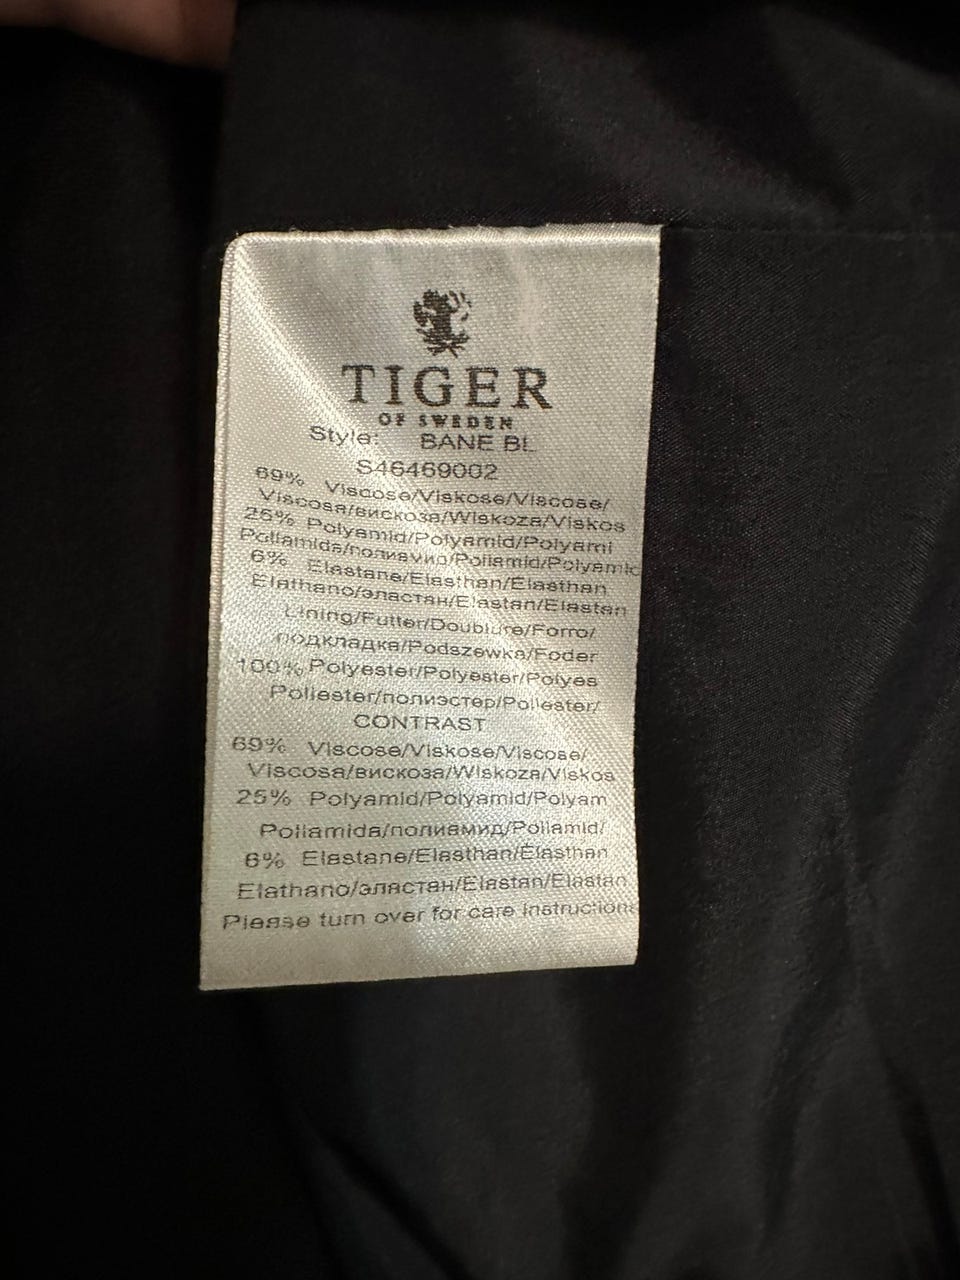 TIGER
OF SWEDEN
Style: BANE BL
S46469002
69% Viscose/Viskose/Viscose/
Viscosa/вискоза/Wiskoza/Viskos
25% Polyamid/Polyamid/Polyami
Poliamida/полиамид/Poliamid/Polyamid
6% Elastane/Elasthan/Elasthan
Elathano/эластан/Elastan/Elastan
Lining/Futter/Doublure/Forro/
подкладка/Podszewka/Foder
100% Polyester/Polyester/Polyes
Poliester/полиэстер/Poliester/
CONTRAST
69% Viscose/Viskose/Viscose/
Viscosa/вискоза/Wiskoza/Viskos
25% Polyamid/Polyamid/Polyam
Poliamida/полиамид/Poliamid/
6% Elastane/Elasthan/Elasthan
Elathano/эластан/Elastan/Elastan
Please turn over for care instructions